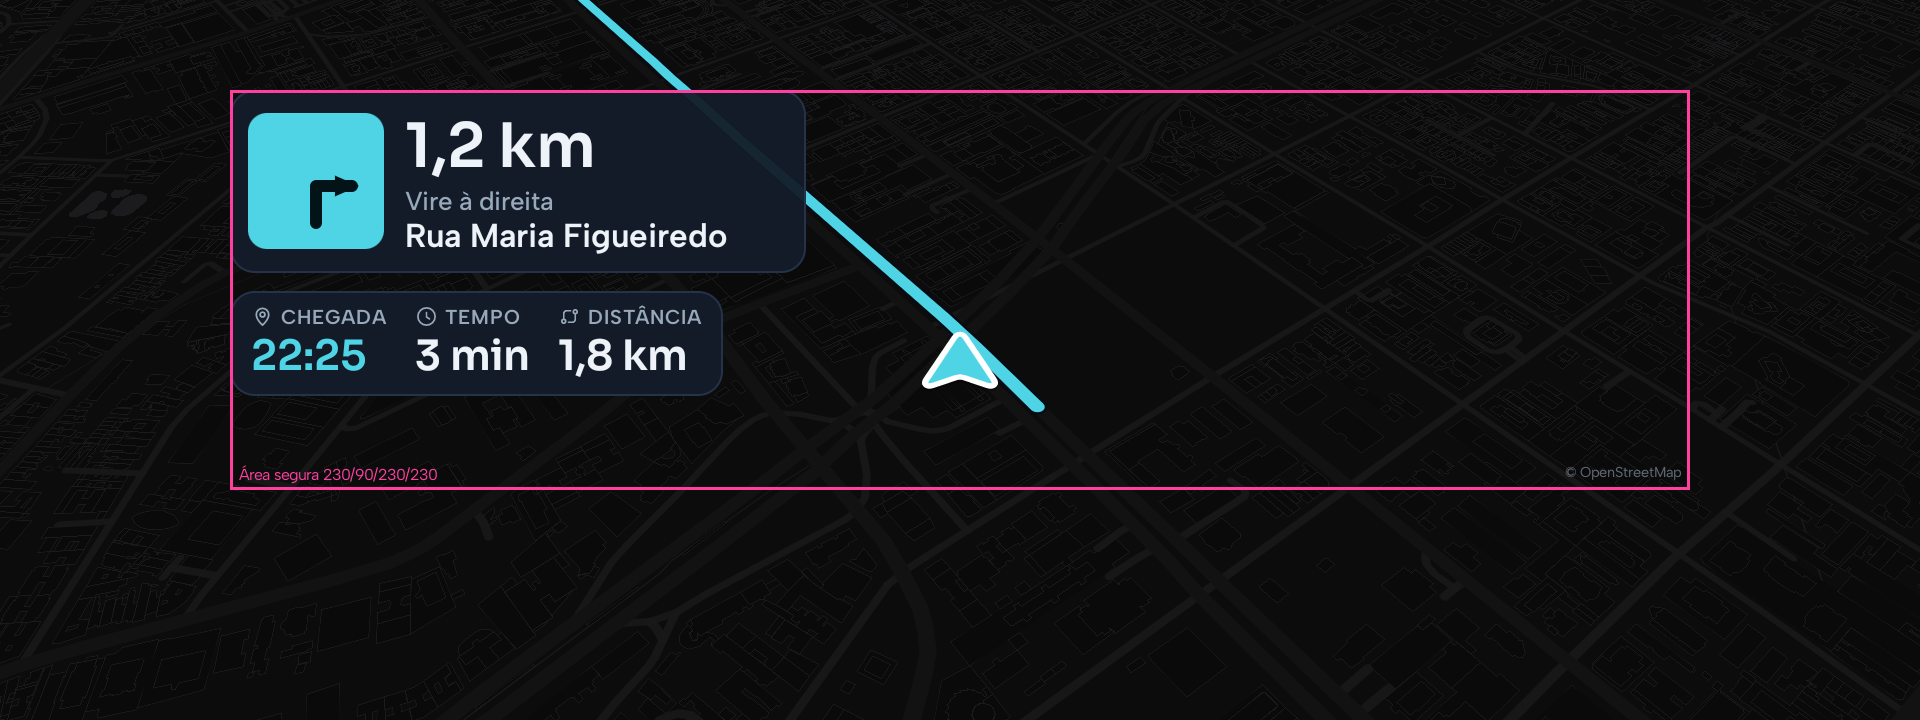 1,2 km
Vire à direita
Rua Maria Figueiredo
CHEGADA TEMPO DISTÂNCIA
22:25 3 min 1,8 km
Área segura 230/90/230/230
© OpenStreetMap